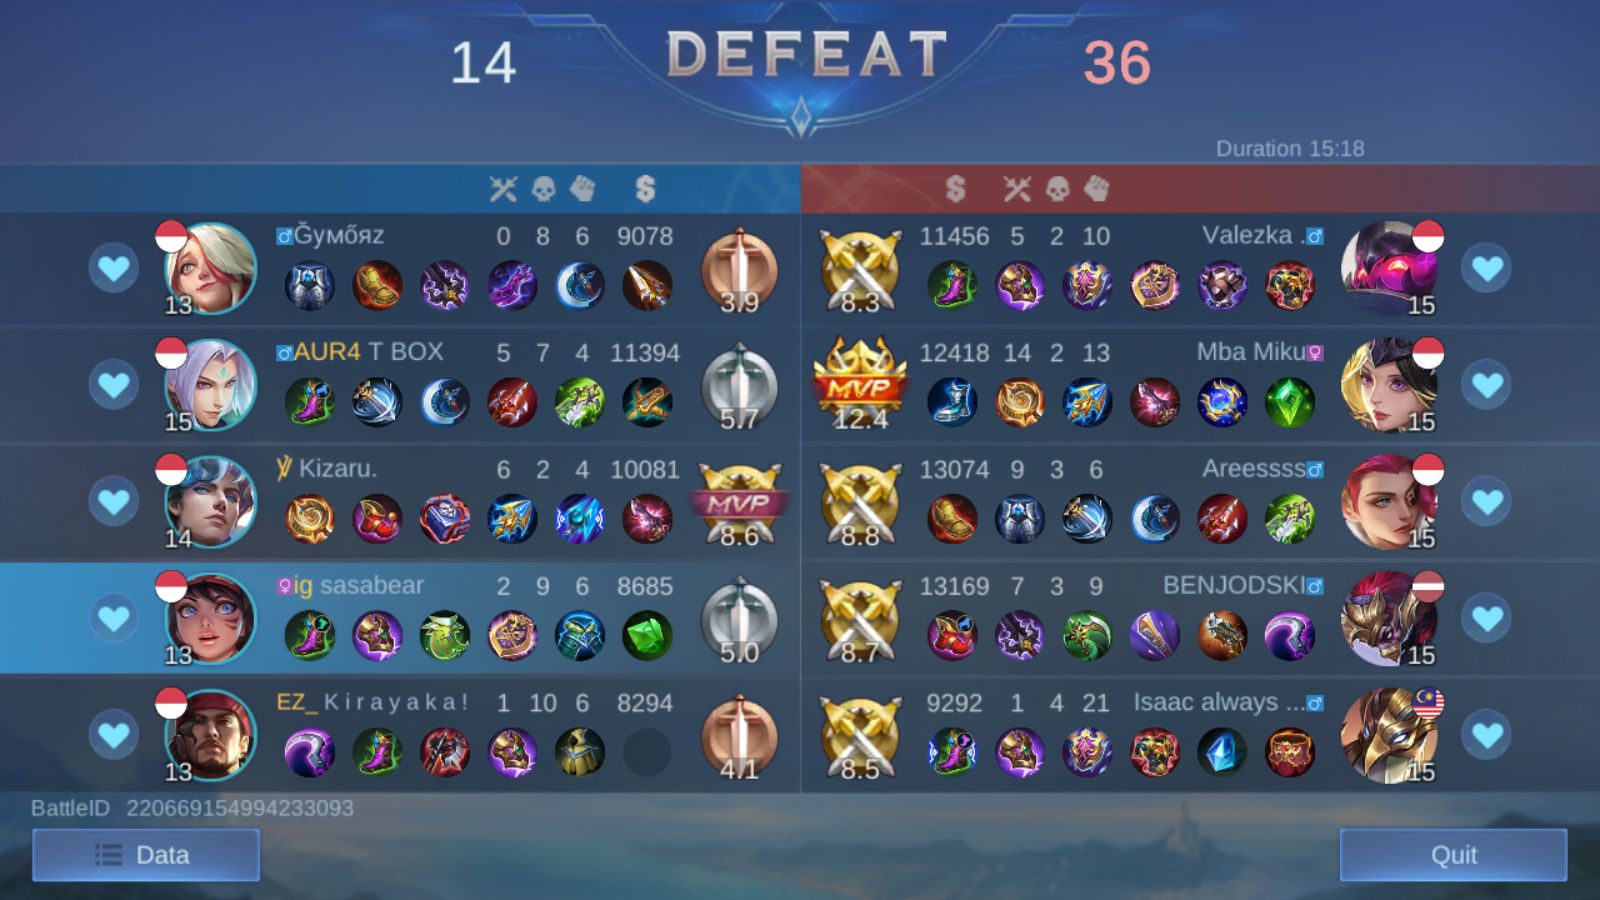 14 DEFEAT 36
Duration 15:18
Ğyмőяz 0 8 6 9078
13 3.9
11456 5 2 10 Valezka .
8.3 15
AUR4 T BOX 5 7 4 11394
15 5.7
12418 14 2 13 Mba Miku
MVP 12.4 15
Kizaru. 6 2 4 10081
14 MVP 8.6
13074 9 3 6 Areessss
8.8 15
ig sasabear 2 9 6 8685
13 5.0
13169 7 3 9 BENJODSKI
8.7 15
EZ_ K i r a y a k a ! 1 10 6 8294
13 4.1
9292 1 4 21 Isaac always ...
8.5 15
BattleID 220669154994233093
Data
Quit